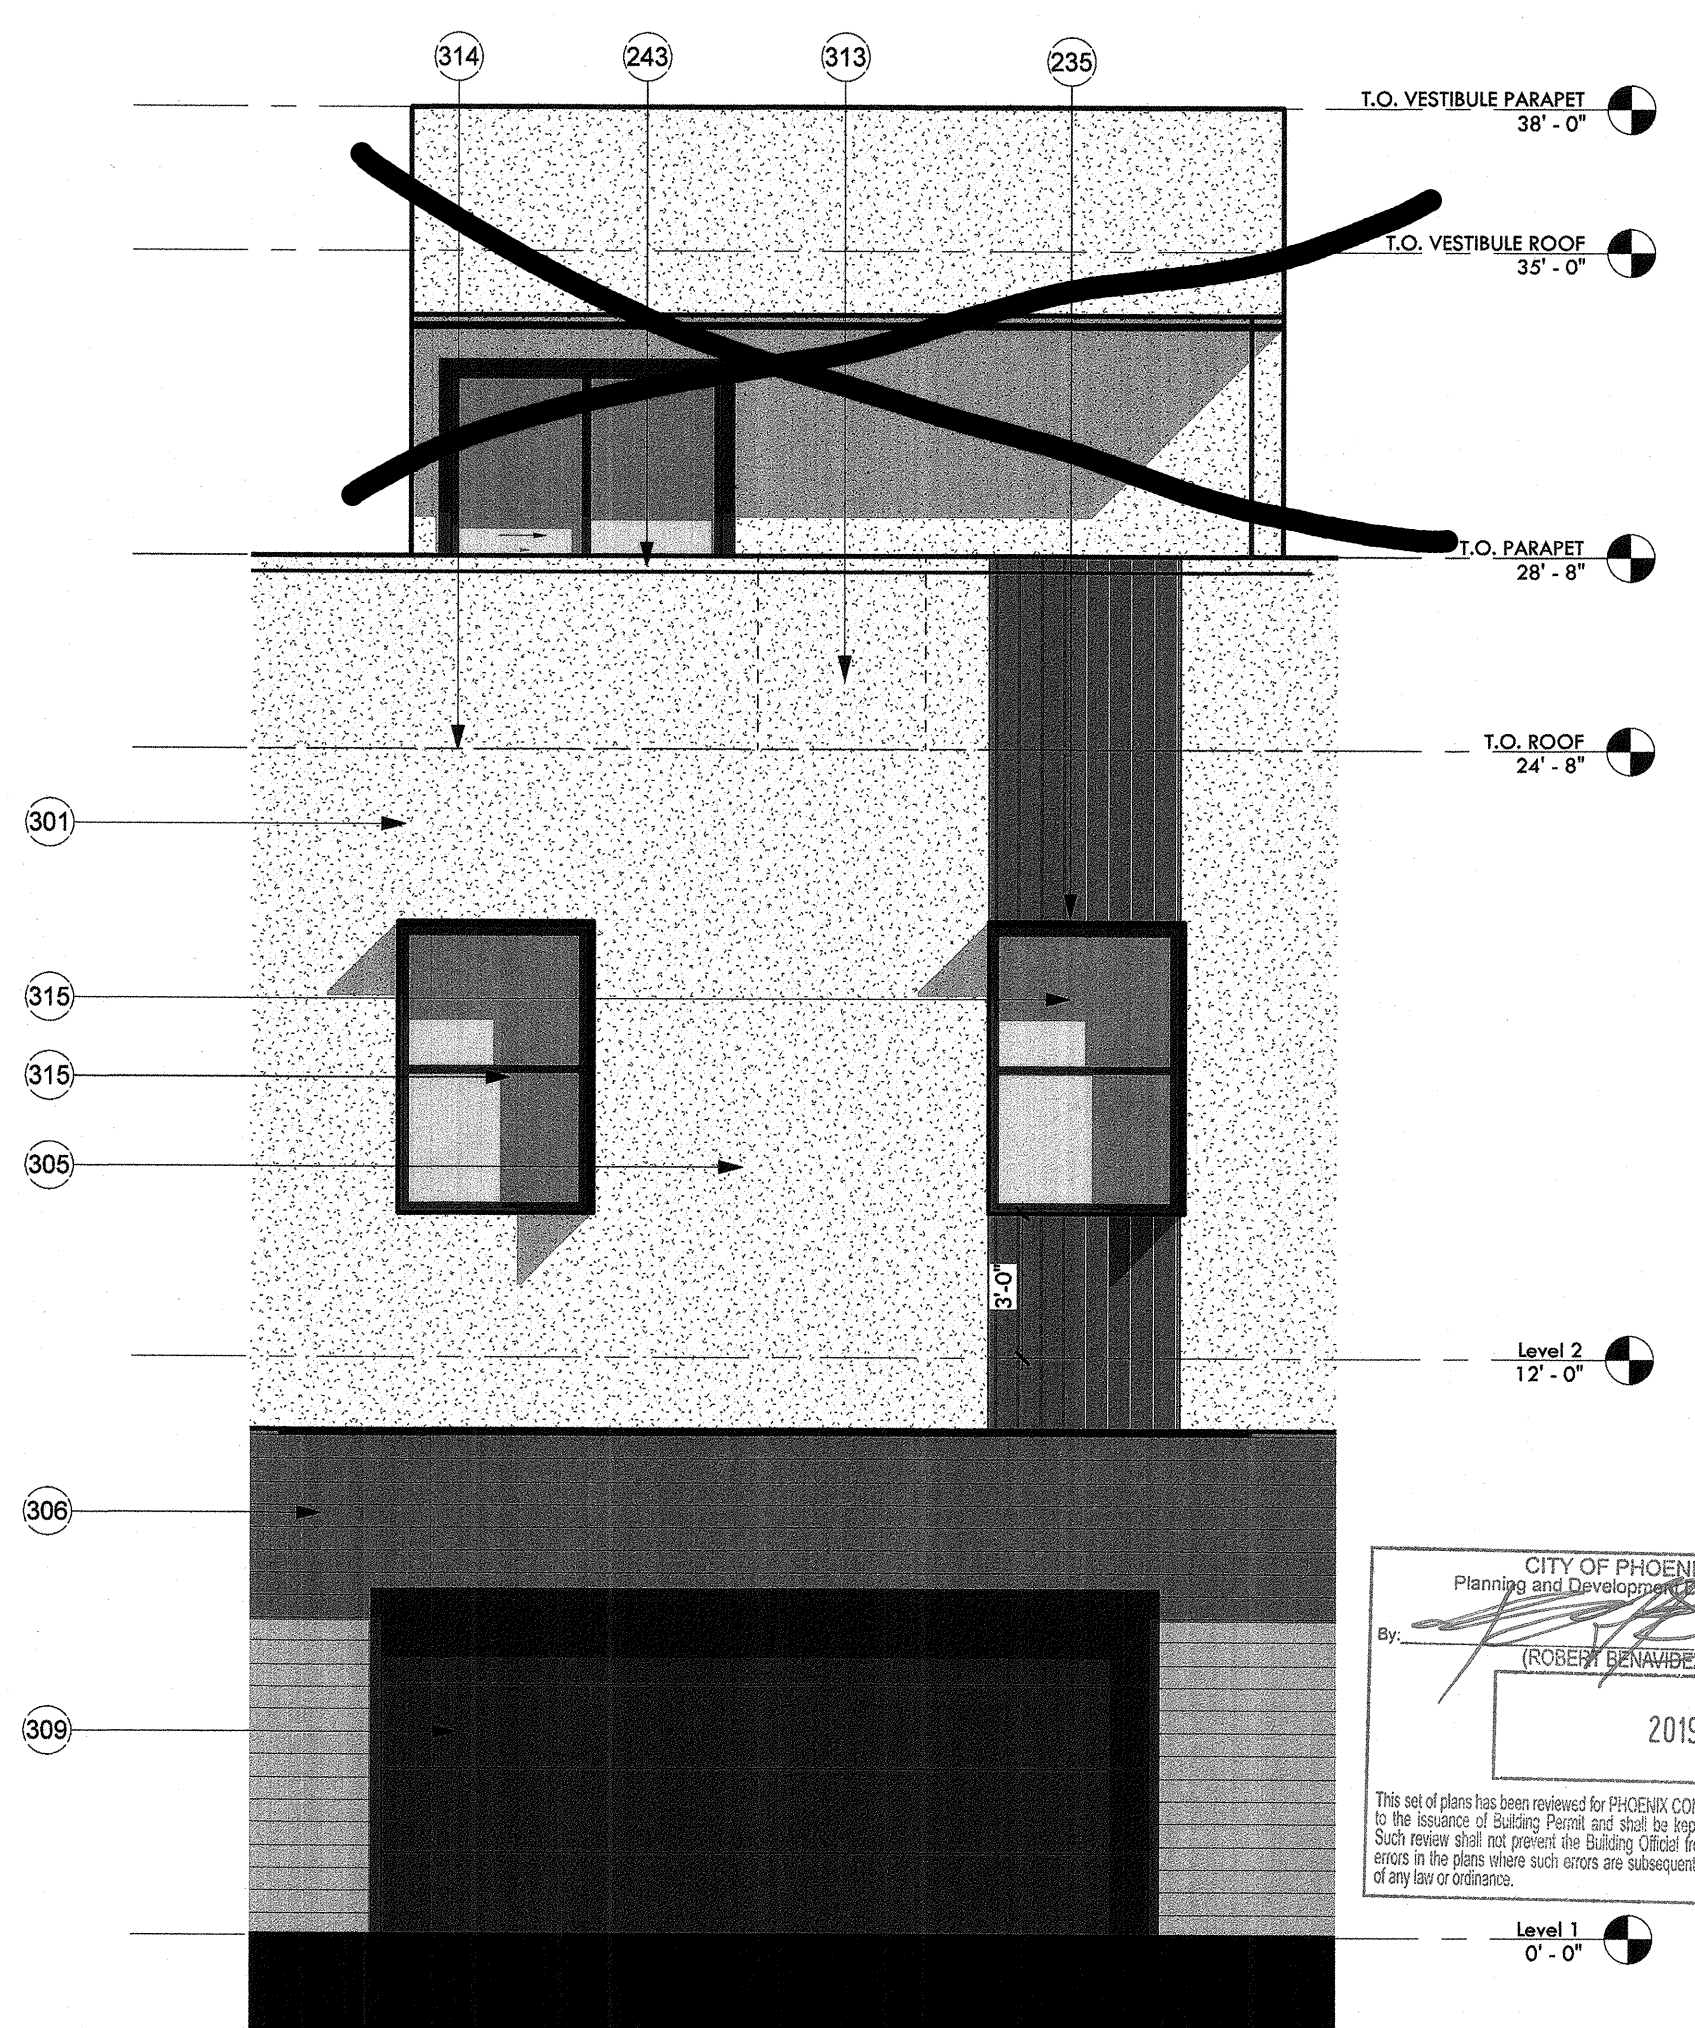 314
243
313
235
T.O. VESTIBULE PARAPET
38' - 0"
T.O. VESTIBULE ROOF
35' - 0"
T.O. PARAPET
28' - 8"
T.O. ROOF
24' - 8"
301
315
315
305
3'-0"
Level 2
12' - 0"
306
309
CITY OF PHOENI
Planning and Development
By:
(ROBERT BENAVIDE
2019
This set of plans has been reviewed for PHOENIX CO
to the issuance of Building Permit and shall be kep
Such review shall not prevent the Building Official fr
errors in the plans where such errors are subsequent
of any law or ordinance.
Level 1
0' - 0"